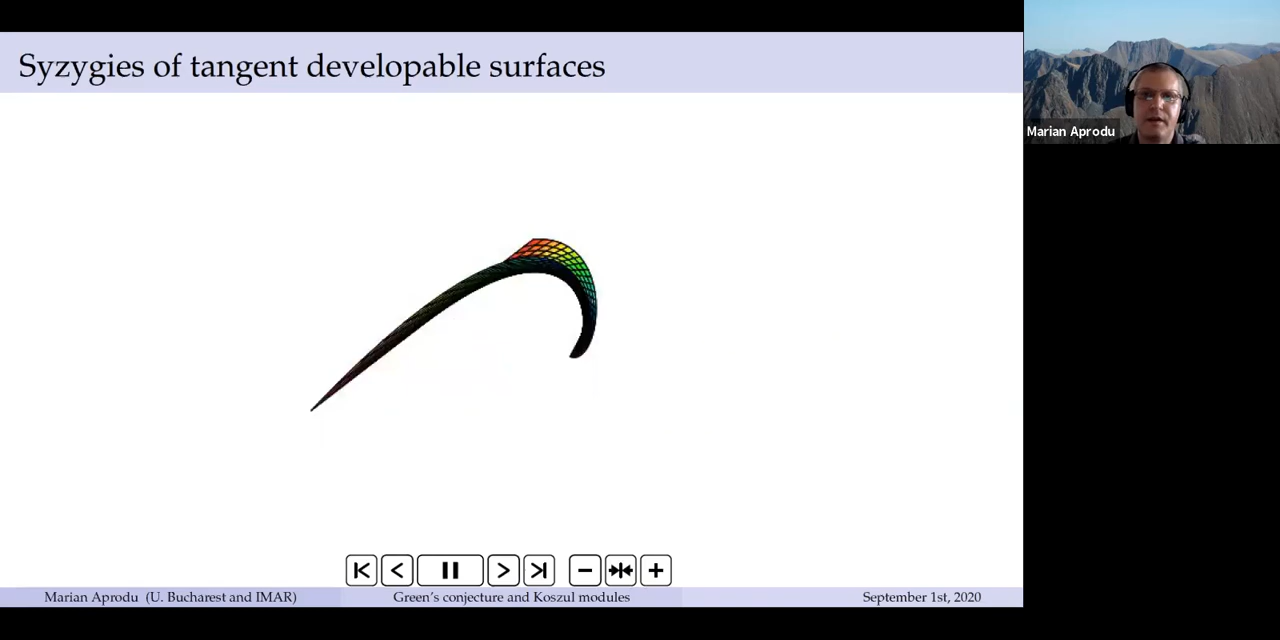 Syzygies of tangent developable surfaces
Marian Aprodu
Marian Aprodu (U. Bucharest and IMAR)
Green's conjecture and Koszul modules
September 1st, 2020